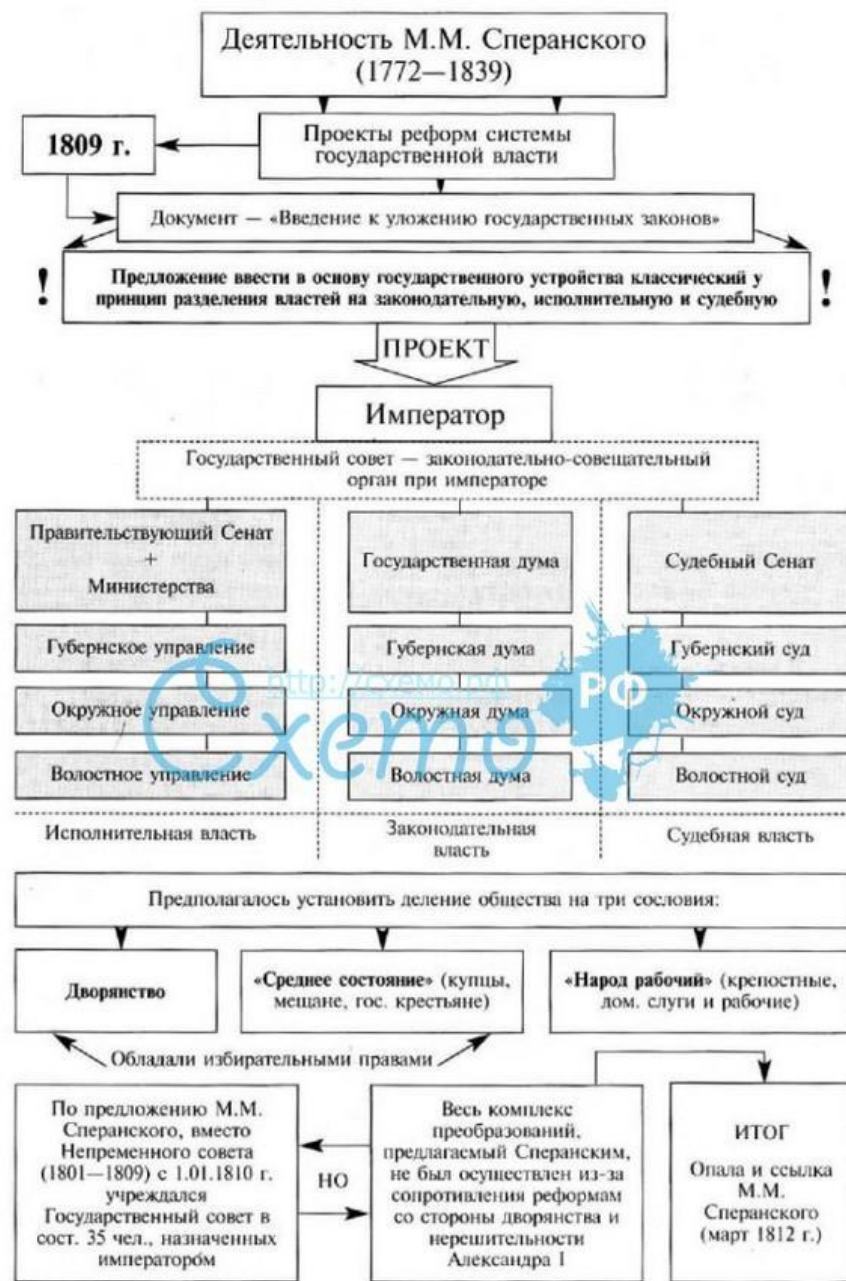 Деятельность М.М. Сперанского
(1772—1839)
1809 г.
Проекты реформ системы
государственной власти
Документ — «Введение к уложению государственных законов»
!
Предложение ввести в основу государственного устройства классический у
принцип разделения властей на законодательную, исполнительную и судебную
!
ПРОЕКТ
Император
Государственный совет — законодательно-совещательный
орган при императоре
Правительствующий Сенат
+
Министерства
Государственная дума
Судебный Сенат
Губернское управление
Губернская дума
Губернский суд
Окружное управление
Окружная дума
Окружной суд
Волостное управление
Волостная дума
Волостной суд
http://схемо.рф
Схемо
РФ
Исполнительная власть
Законодательная
власть
Судебная власть
Предполагалось установить деление общества на три сословия:
Дворянство
«Среднее состояние» (купцы,
мещане, гос. крестьяне)
«Народ рабочий» (крепостные,
дом. слуги и рабочие)
Обладали избирательными правами
По предложению М.М.
Сперанского, вместо
Непременного совета
(1801—1809) с 1.01.1810 г.
учреждался
Государственный совет в
сост. 35 чел., назначенных
императором
НО
Весь комплекс
преобразований,
предлагаемый Сперанским,
не был осуществлен из-за
сопротивления реформам
со стороны дворянства и
нерешительности
Александра I
ИТОГ
Опала и ссылка
М.М.
Сперанского
(март 1812 г.)